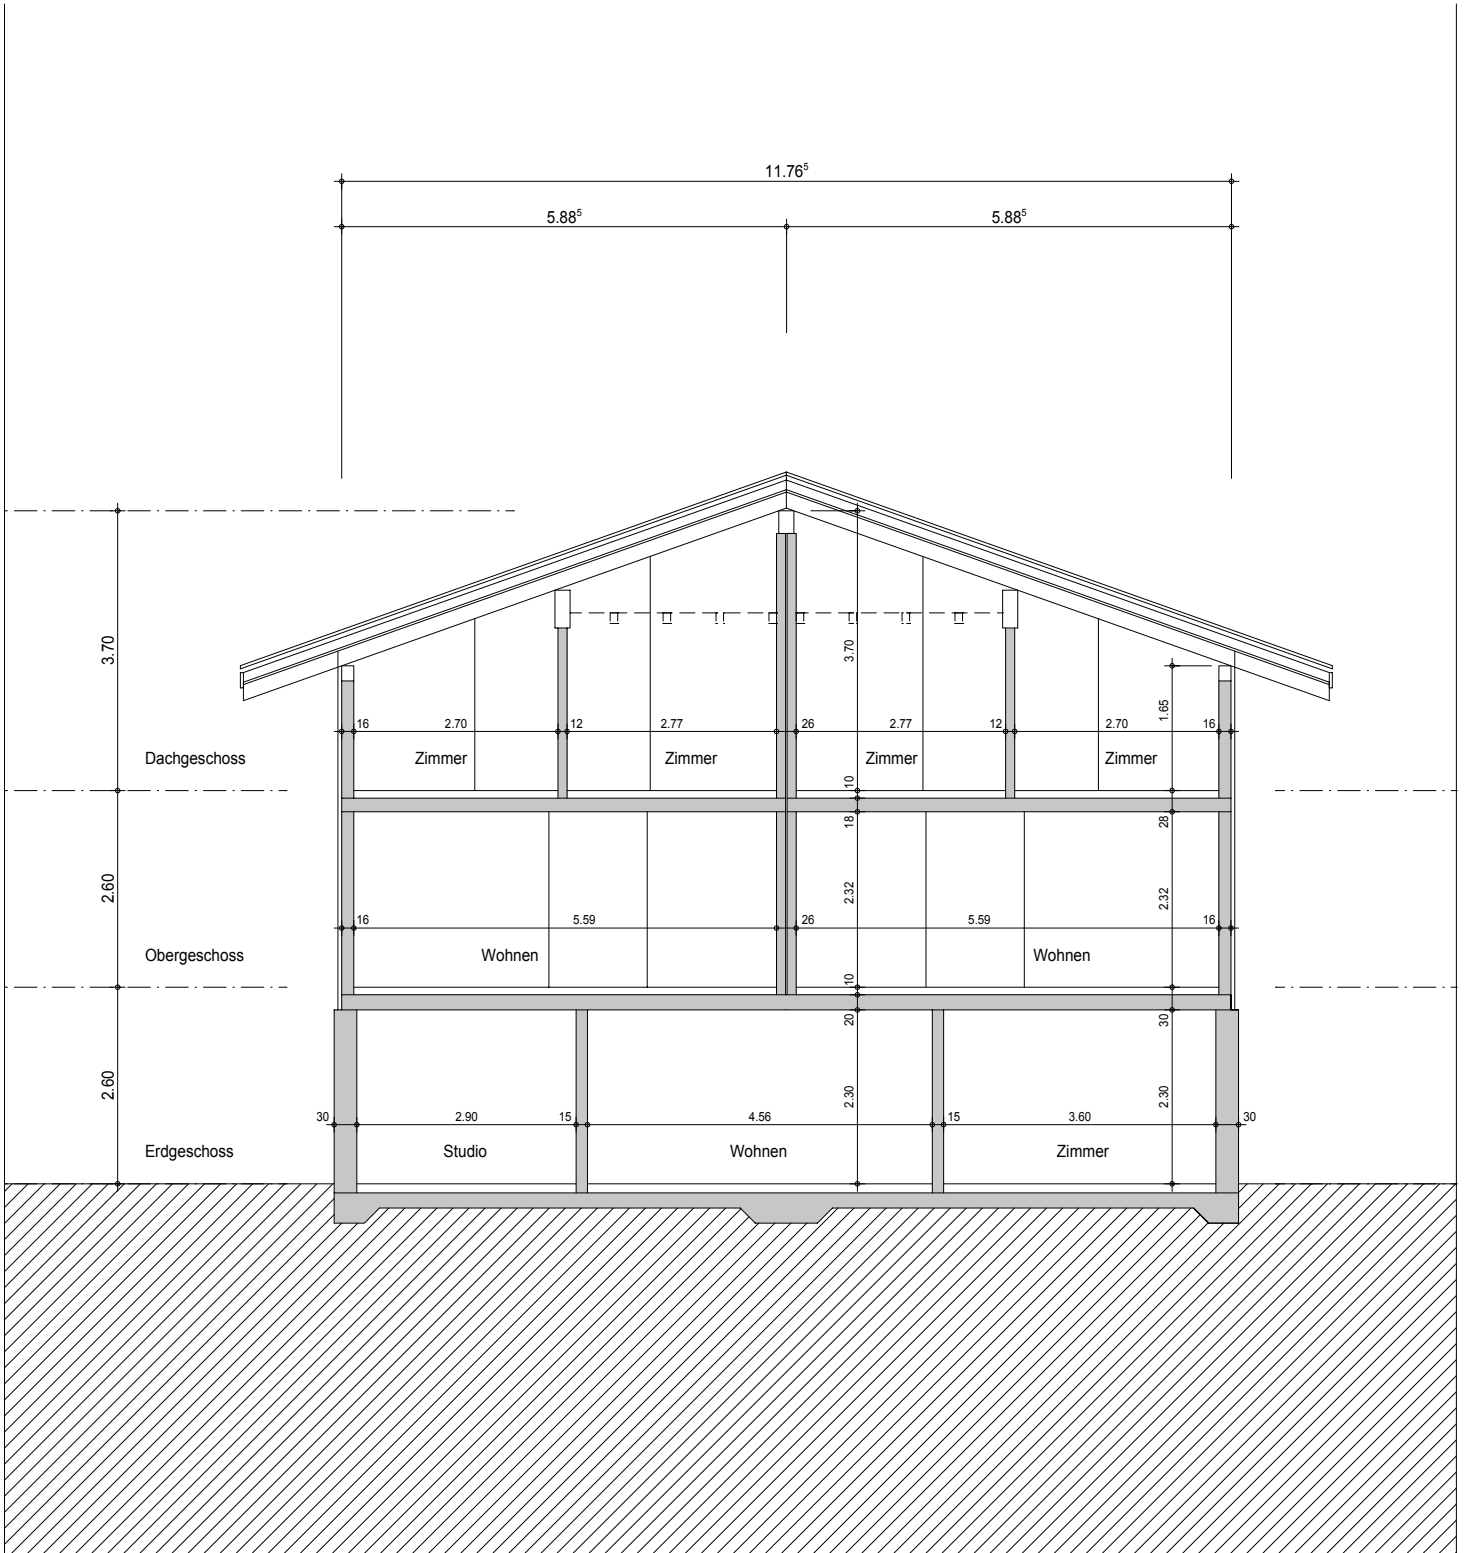 11.76⁵
5.88⁵ 5.88⁵
3.70 3.70
1.65
16 2.70 12 2.77 26 2.77 12 2.70 16
Dachgeschoss Zimmer Zimmer Zimmer Zimmer
10
18 28
2.60 2.32 2.32
16 5.59 26 5.59 16
Obergeschoss Wohnen Wohnen
10
20 30
2.60 2.30 2.30
30 2.90 15 4.56 15 3.60 30
Erdgeschoss Studio Wohnen Zimmer